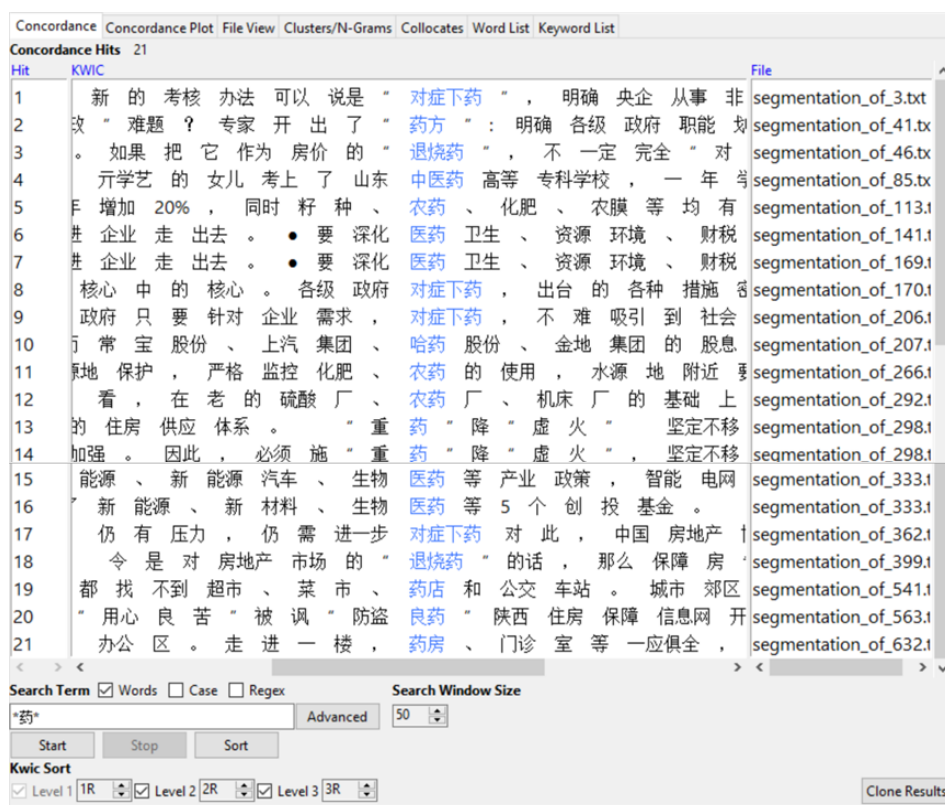 Concordance Concordance Plot File View Clusters/N-Grams Collocates Word List Keyword List
Concordance Hits 21
Hit KWIC File
1 新 的 考核 办法 可以 说是 “ 对症下药 ” ， 明确 央企 从事 非 segmentation_of_3.txt
2 “ 难题 ？ 专家 开 出 了 “ 药方 ” ： 明确 各级 政府 职能 segmentation_of_41.tx
3 。 如果 把 它 作为 房价 的 “ 退烧药 ” ， 不 一定 完全 “ 对 segmentation_of_46.tx
4 学艺 的 女儿 考上 了 山东 中医药 高等 专科学校 ， 一 年 segmentation_of_85.tx
5 增加 20% ， 同时 籽 种 、 农药 、 化肥 、 农膜 等 均 有 segmentation_of_113.t
6 企业 走 出去 。 ● 要 深化 医药 卫生 、 资源 环境 、 财税 segmentation_of_141.t
7 企业 走 出去 。 ● 要 深化 医药 卫生 、 资源 环境 、 财税 segmentation_of_169.t
8 核心 中 的 核心 。 各级 政府 对症下药 ， 出台 的 各种 措施 segmentation_of_170.t
9 政府 只 要 针对 企业 需求 ， 对症下药 ， 不 难 吸引 到 社会 segmentation_of_206.t
10 常 宝 股份 、 上汽 集团 、 哈药 股份 、 金地 集团 的 股息 segmentation_of_207.t
11 地 保护 ， 严格 监控 化肥 、 农药 的 使用 ， 水源 地 附近 segmentation_of_266.t
12 看 ， 在 老 的 硫酸 厂 、 农药 厂 、 机床 厂 的 基础 上 segmentation_of_292.t
13 的 住房 供应 体系 。 “ 重 药 ” 降 “ 虚 火 ” 坚定不移 segmentation_of_298.t
14 加强 。 因此 ， 必须 施 “ 重 药 ” 降 “ 虚 火 ” ， 坚定不移 segmentation_of_298.t
15 能源 、 新 能源 汽车 、 生物 医药 等 产业 政策 ， 智能 电网 segmentation_of_333.t
16 新 能源 、 新 材料 、 生物 医药 等 5 个 创 投 基金 。 segmentation_of_333.t
17 仍 有 压力 ， 仍 需 进一步 对症下药 对 此 ， 中国 房地产 segmentation_of_362.t
18 令 是 对 房地产 市场 的 “ 退烧药 ” 的话 ， 那么 保障 房 segmentation_of_399.t
19 都 找 不到 超市 、 菜 市 、 药店 和 公交 车站 。 城市 郊区 segmentation_of_541.t
20 “ 用心 良 苦 ” 被 讽 “ 防盗 良药 ” 陕西 住房 保障 信息网 开 segmentation_of_563.t
21 办公 区 。 走 进 一 楼 ， 药房 、 门诊 室 等 一应俱全 ， segmentation_of_632.t
Search Term Words Case Regex Search Window Size
*药* Advanced 50
Start Stop Sort
Kwic Sort
Level 1 1R Level 2 2R Level 3 3R Clone Results